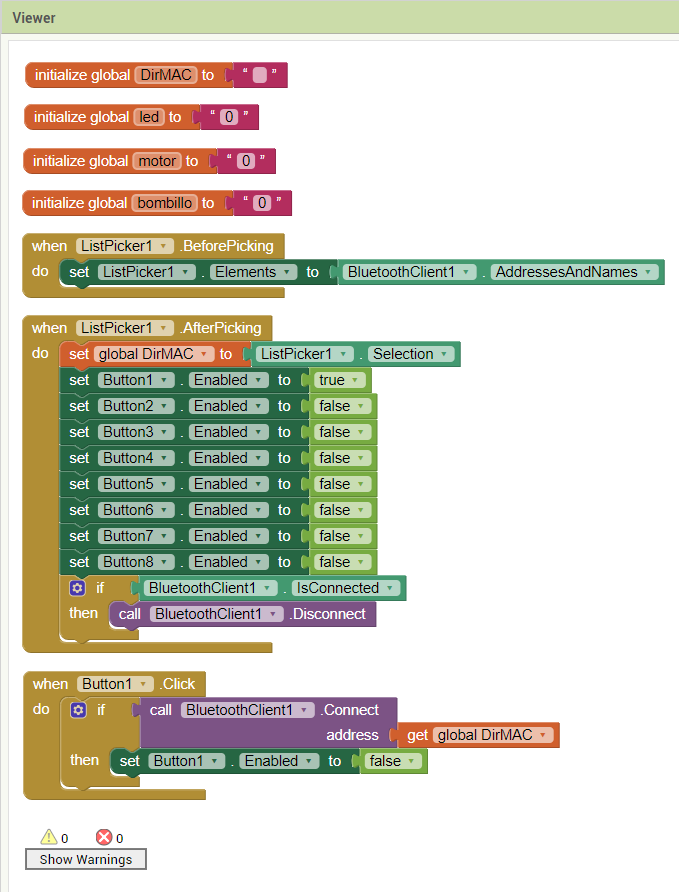 Viewer
initialize global DirMAC to “ ”
initialize global led to “ 0 ”
initialize global motor to “ 0 ”
initialize global bombillo to “ 0 ”
when ListPicker1 .BeforePicking
do set ListPicker1 . Elements to BluetoothClient1 . AddressesAndNames
when ListPicker1 .AfterPicking
do set global DirMAC to ListPicker1 . Selection
set Button1 . Enabled to true
set Button2 . Enabled to false
set Button3 . Enabled to false
set Button4 . Enabled to false
set Button5 . Enabled to false
set Button6 . Enabled to false
set Button7 . Enabled to false
set Button8 . Enabled to false
if BluetoothClient1 . IsConnected
then call BluetoothClient1 .Disconnect
when Button1 .Click
do if call BluetoothClient1 .Connect
address get global DirMAC
then set Button1 . Enabled to false
0 0
Show Warnings